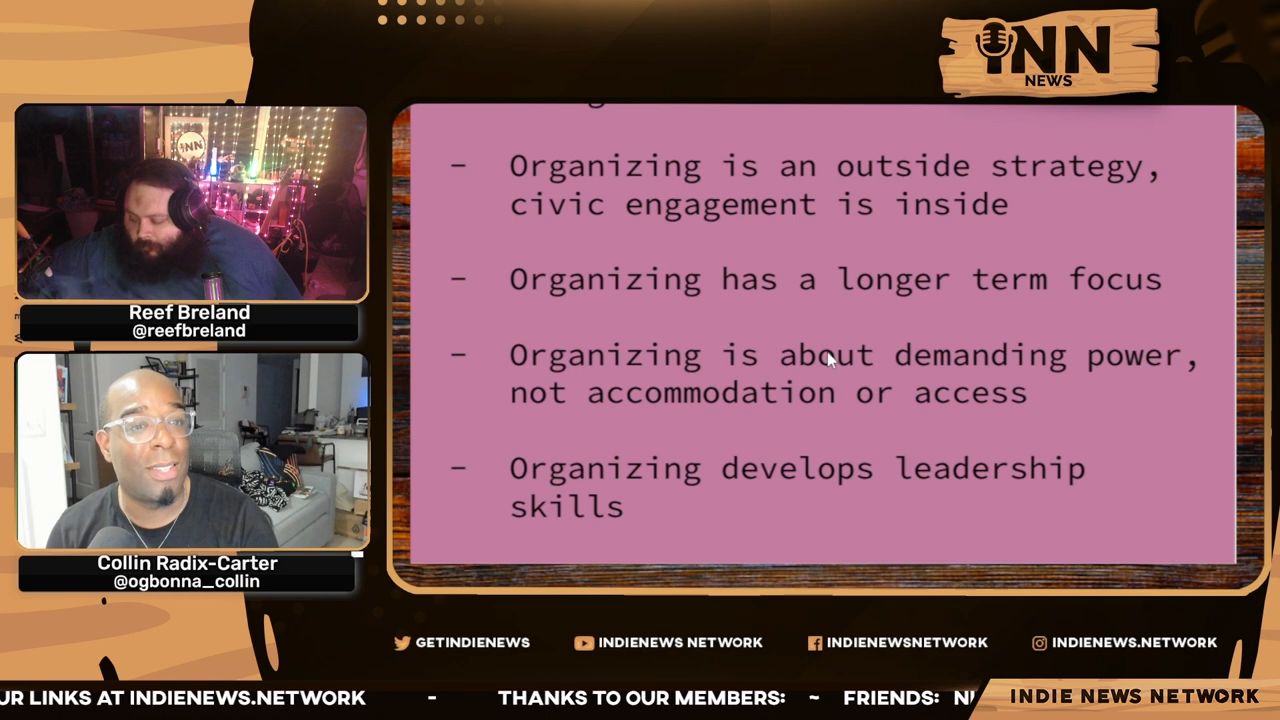 iNN
NEWS
iNN
- Organizing is an outside strategy,
civic engagement is inside
- Organizing has a longer term focus
- Organizing is about demanding power,
not accommodation or access
- Organizing develops leadership
skills
Reef Breland
@reefbreland
Collin Radix-Carter
@ogbonna_collin
GETINDIENEWS
INDIENEWS NETWORK
INDIENEWSNETWORK
INDIENEWS.NETWORK
UR LINKS AT INDIENEWS.NETWORK - THANKS TO OUR MEMBERS: ~ FRIENDS:
INDIE NEWS NETWORK